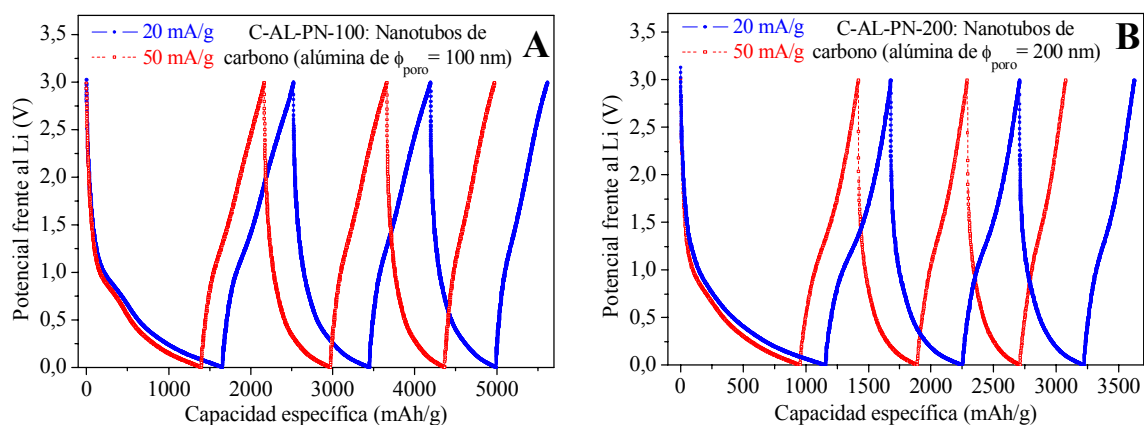 20 mA/g
50 mA/g
C-AL-PN-100: Nanotubos de
carbono (alúmina de ϕporo = 100 nm)
A
3,5
3,0
2,5
2,0
1,5
1,0
0,5
0,0
Potencial frente al Li (V)
0 1000 2000 3000 4000 5000
Capacidad específica (mAh/g)
20 mA/g
50 mA/g
C-AL-PN-200: Nanotubos de
carbono (alúmina de ϕporo = 200 nm)
B
3,5
3,0
2,5
2,0
1,5
1,0
0,5
0,0
Potencial frente al Li (V)
0 500 1000 1500 2000 2500 3000 3500
Capacidad específica (mAh/g)